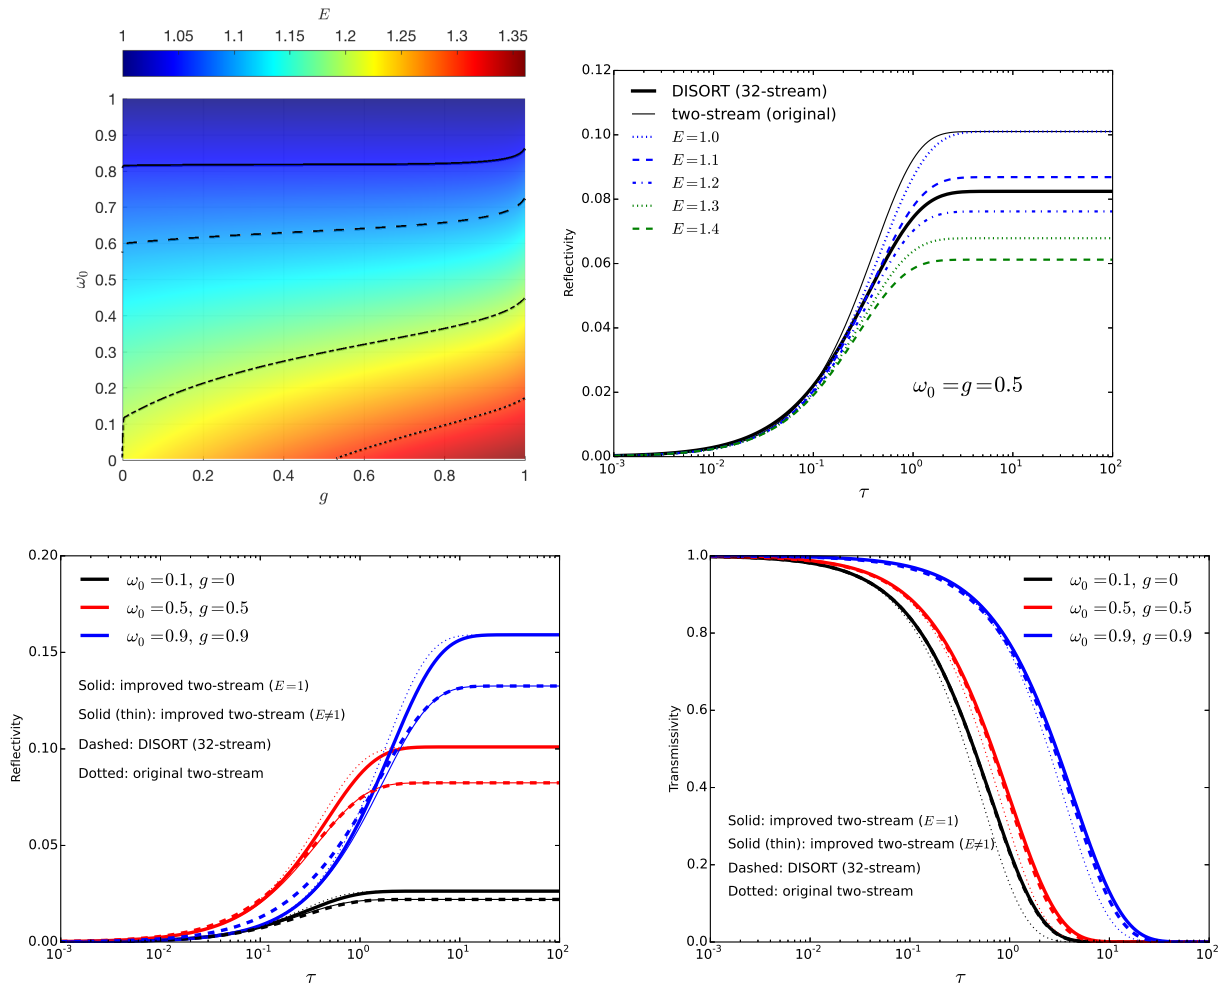 E
1 1.05 1.1 1.15 1.2 1.25 1.3 1.35
1
0.9
0.8
0.7
0.6
0.5
0.4
0.3
0.2
0.1
0
ω₀
0 0.2 0.4 0.6 0.8 1
g
0.12
0.10
0.08
0.06
0.04
0.02
0.00
Reflectivity
DISORT (32-stream)
two-stream (original)
E=1.0
E=1.1
E=1.2
E=1.3
E=1.4
ω₀ = g = 0.5
10⁻³ 10⁻² 10⁻¹ 10⁰ 10¹ 10²
τ
0.20
0.15
0.10
0.05
0.00
Reflectivity
ω₀ = 0.1, g = 0
ω₀ = 0.5, g = 0.5
ω₀ = 0.9, g = 0.9
Solid: improved two-stream (E=1)
Solid (thin): improved two-stream (E≠1)
Dashed: DISORT (32-stream)
Dotted: original two-stream
10⁻³ 10⁻² 10⁻¹ 10⁰ 10¹ 10²
τ
1.0
0.8
0.6
0.4
0.2
0.0
Transmissivity
ω₀ = 0.1, g = 0
ω₀ = 0.5, g = 0.5
ω₀ = 0.9, g = 0.9
Solid: improved two-stream (E=1)
Solid (thin): improved two-stream (E≠1)
Dashed: DISORT (32-stream)
Dotted: original two-stream
10⁻³ 10⁻² 10⁻¹ 10⁰ 10¹ 10²
τ